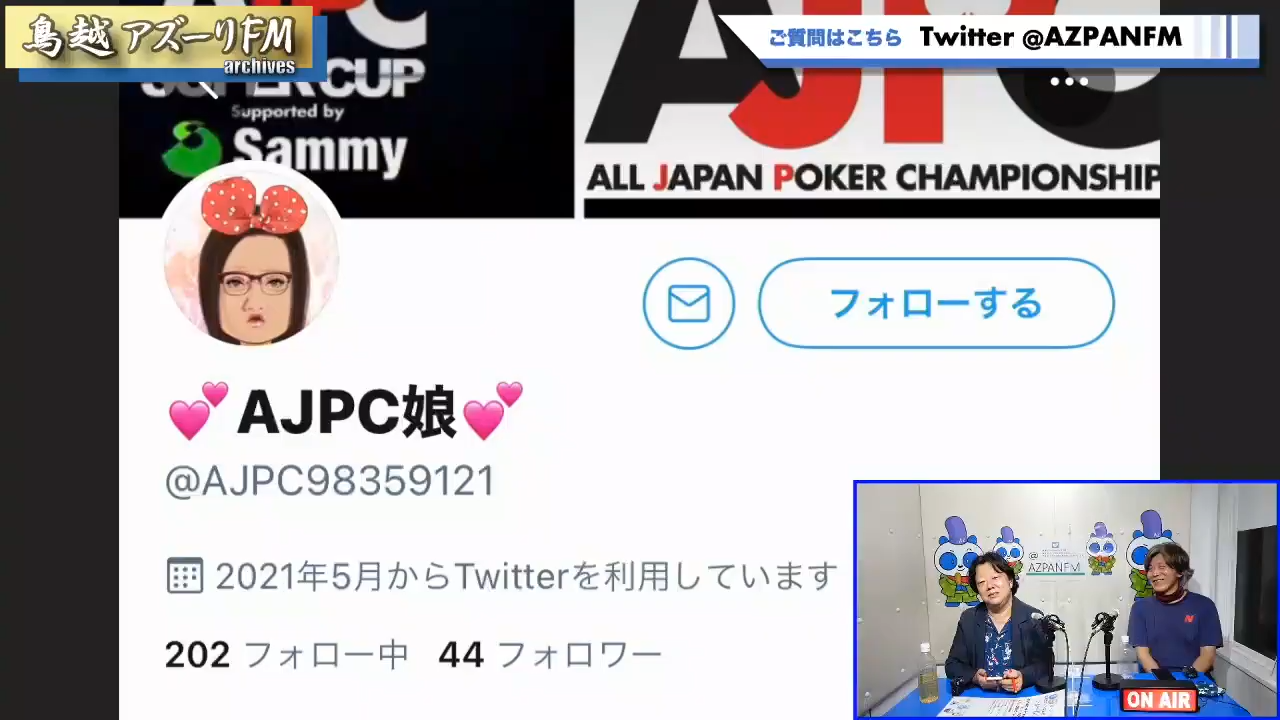 鳥越 アズーリFM
archives
ご質問はこちら Twitter @AZPANFM
AJPC
SUPER CUP
Supported by
Sammy
AJPC
ALL JAPAN POKER CHAMPIONSHIP
フォローする
💕AJPC娘💕
@AJPC98359121
2021年5月からTwitterを利用しています
202 フォロー中 44 フォロワー
@
AZPANFM
N
ON AIR